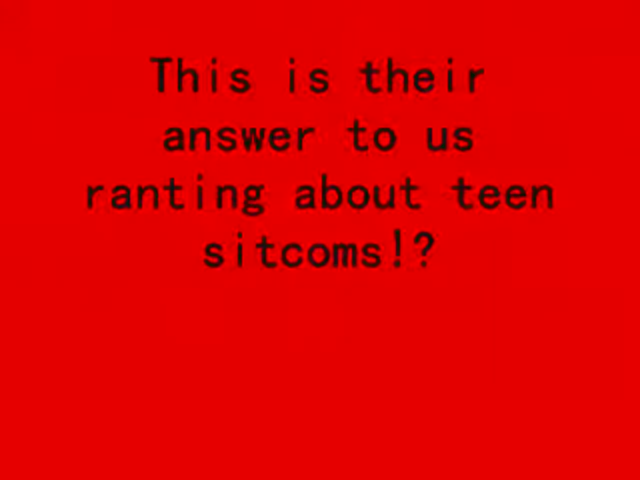 This is their
answer to us
ranting about teen
sitcoms!?